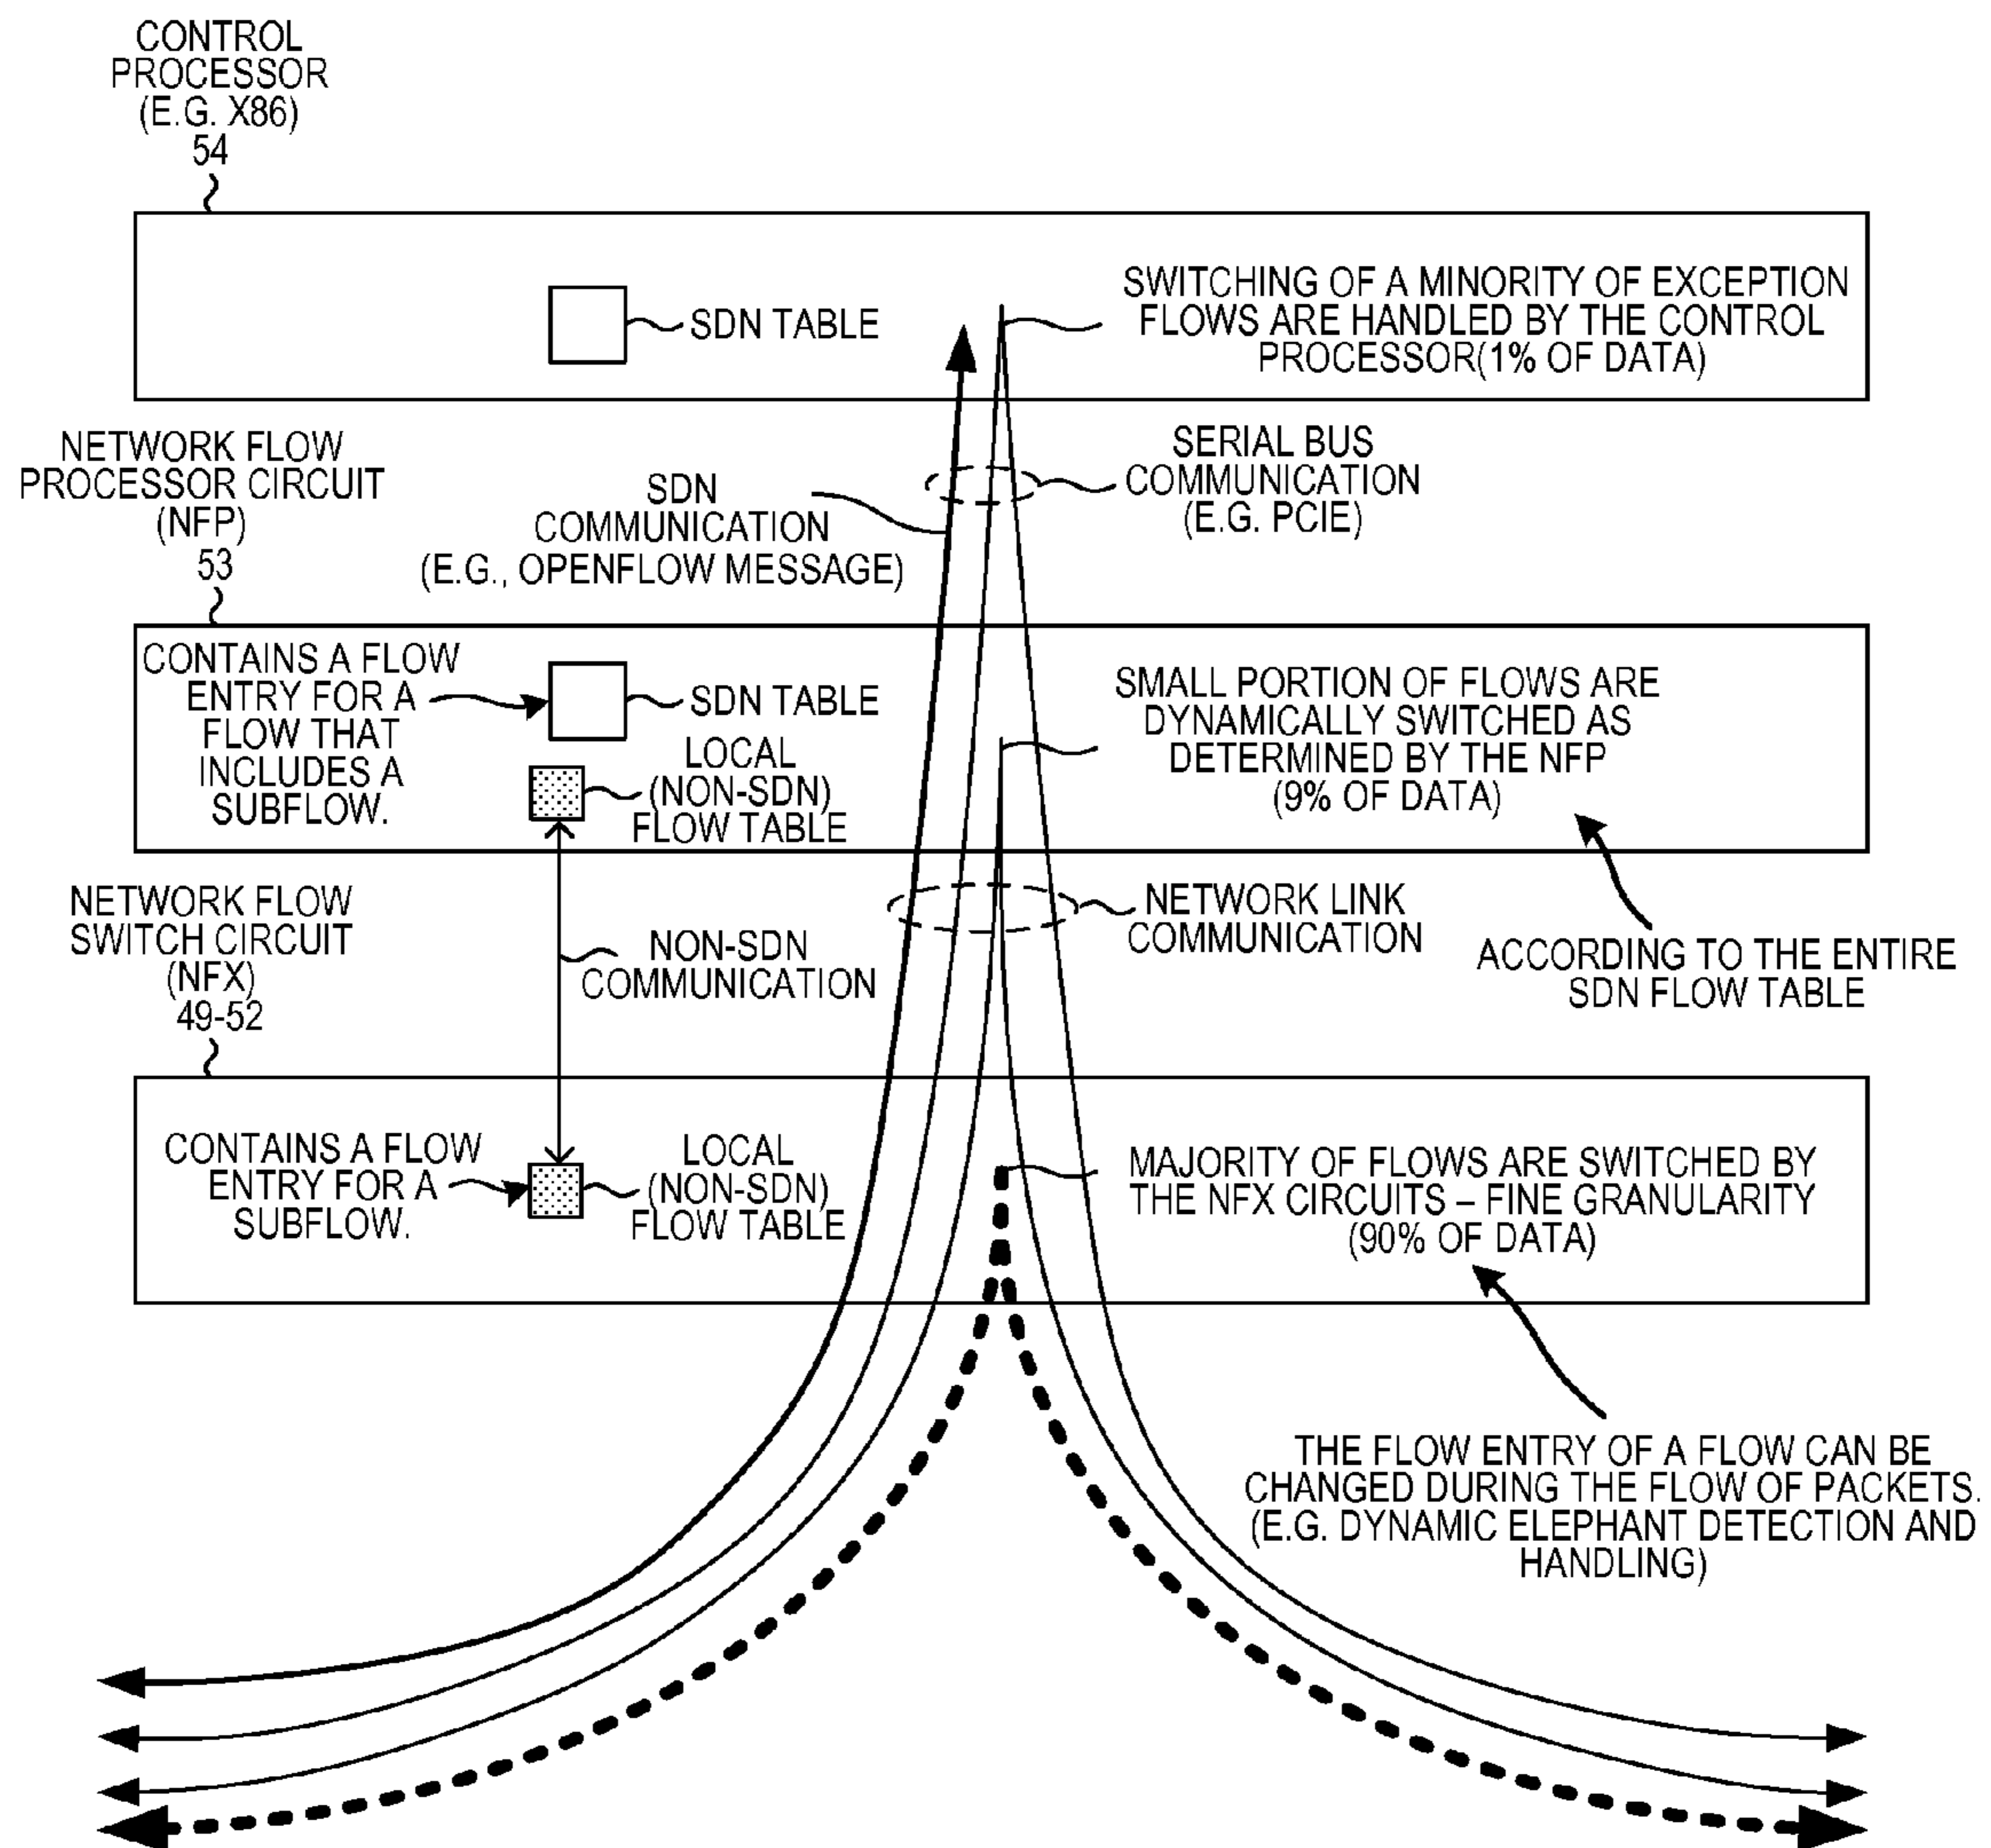 CONTROL
PROCESSOR
(E.G. X86)
54
SDN TABLE
SWITCHING OF A MINORITY OF EXCEPTION
FLOWS ARE HANDLED BY THE CONTROL
PROCESSOR(1% OF DATA)
NETWORK FLOW
PROCESSOR CIRCUIT
(NFP)
53
SDN
COMMUNICATION
(E.G., OPENFLOW MESSAGE)
SERIAL BUS
COMMUNICATION
(E.G. PCIE)
CONTAINS A FLOW
ENTRY FOR A
FLOW THAT
INCLUDES A
SUBFLOW.
SDN TABLE
LOCAL
(NON-SDN)
FLOW TABLE
SMALL PORTION OF FLOWS ARE
DYNAMICALLY SWITCHED AS
DETERMINED BY THE NFP
(9% OF DATA)
NETWORK FLOW
SWITCH CIRCUIT
(NFX)
49-52
NON-SDN
COMMUNICATION
NETWORK LINK
COMMUNICATION
ACCORDING TO THE ENTIRE
SDN FLOW TABLE
CONTAINS A FLOW
ENTRY FOR A
SUBFLOW.
LOCAL
(NON-SDN)
FLOW TABLE
MAJORITY OF FLOWS ARE SWITCHED BY
THE NFX CIRCUITS – FINE GRANULARITY
(90% OF DATA)
THE FLOW ENTRY OF A FLOW CAN BE
CHANGED DURING THE FLOW OF PACKETS.
(E.G. DYNAMIC ELEPHANT DETECTION AND
HANDLING)